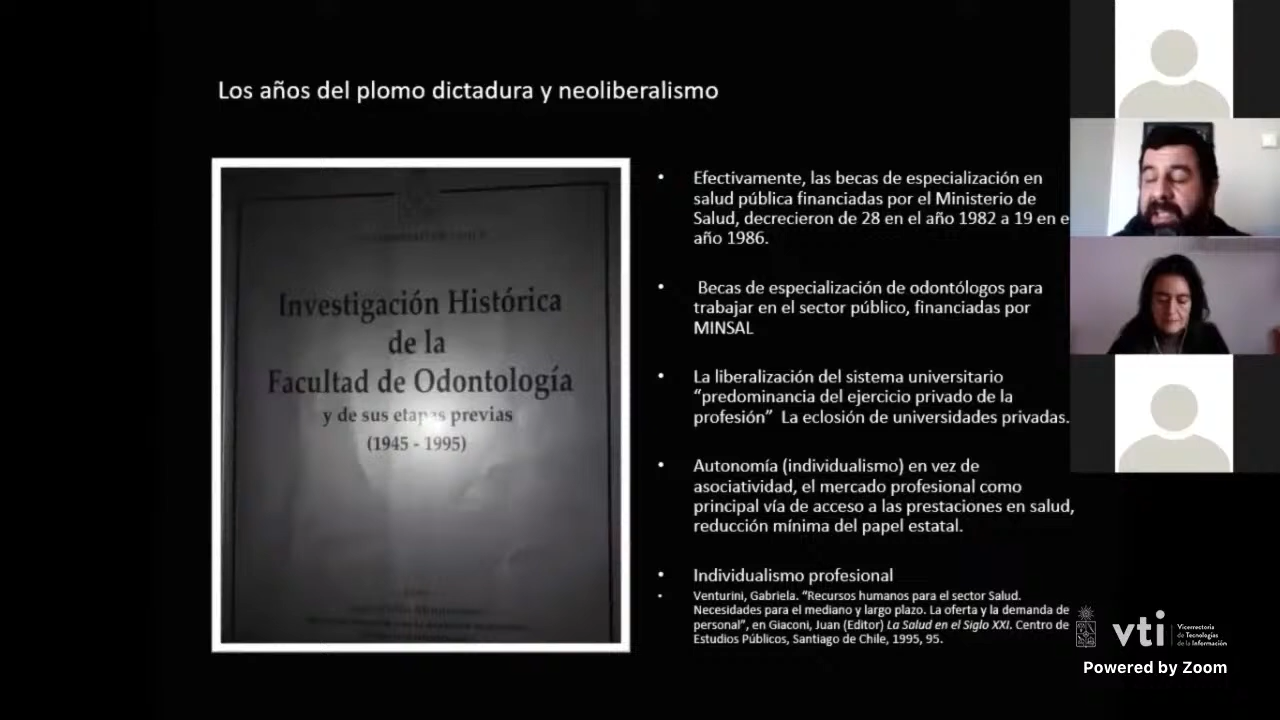 Los años del plomo dictadura y neoliberalismo
Investigación Histórica
de la
Facultad de Odontología
y de sus etapas previas
(1945 - 1995)
• Efectivamente, las becas de especialización en
salud pública financiadas por el Ministerio de
Salud, decrecieron de 28 en el año 1982 a 19 en e
año 1986.
• Becas de especialización de odontólogos para
trabajar en el sector público, financiadas por
MINSAL
• La liberalización del sistema universitario
“predominancia del ejercicio privado de la
profesión” La eclosión de universidades privadas.
• Autonomía (individualismo) en vez de
asociatividad, el mercado profesional como
principal vía de acceso a las prestaciones en salud,
reducción mínima del papel estatal.
• Individualismo profesional
• Venturini, Gabriela. “Recursos humanos para el sector Salud.
Necesidades para el mediano y largo plazo. La oferta y la demanda de
personal”, en Giaconi, Juan (Editor) La Salud en el Siglo XXI. Centro de
Estudios Públicos, Santiago de Chile, 1995, 95.
vti
Vicerrectoría
de Tecnologías
de la Información
Powered by Zoom